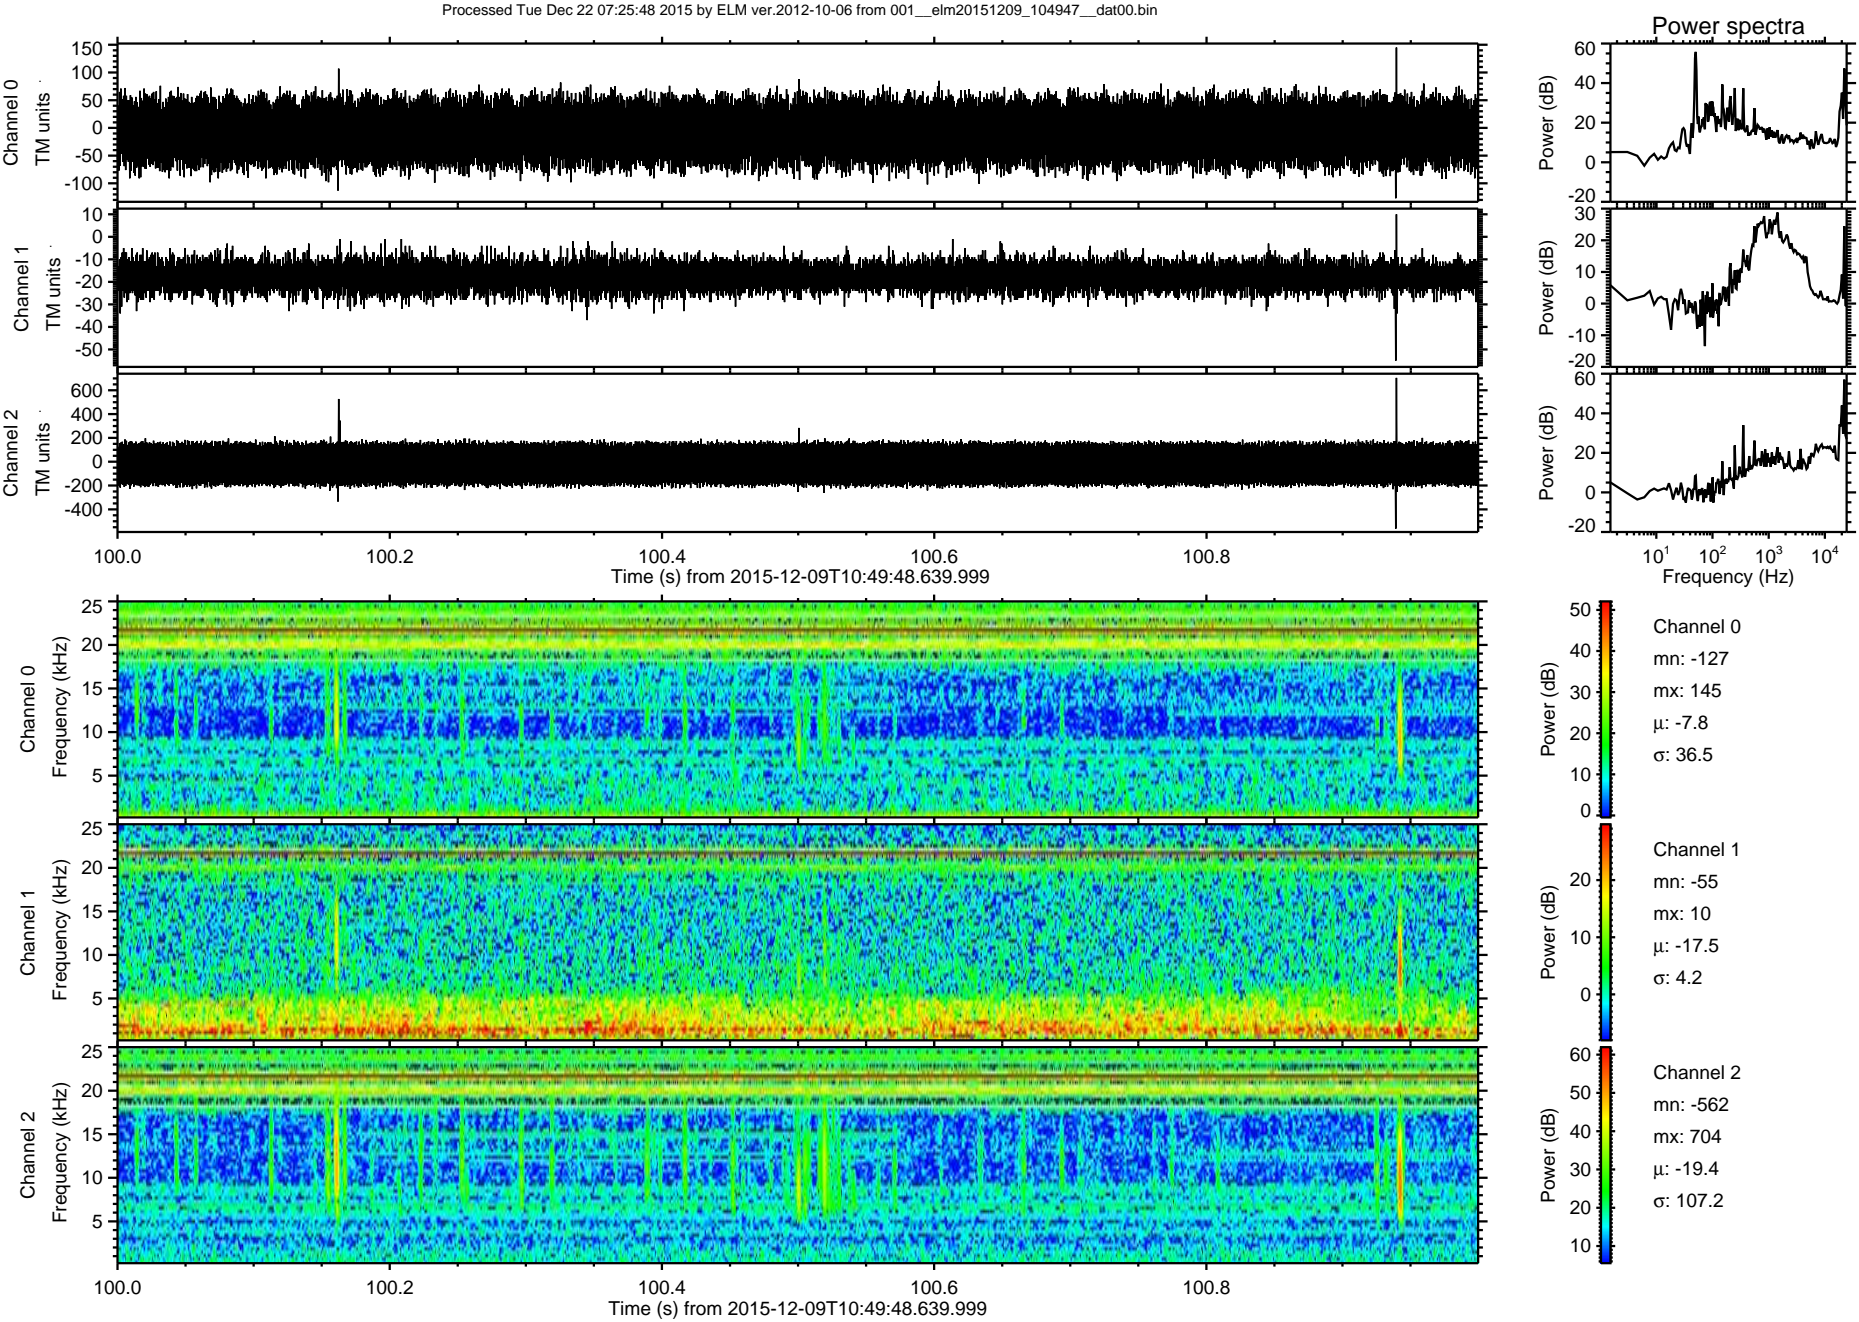 Processed Tue Dec 22 07:25:48 2015 by ELM ver.2012-10-06 from 001__elm20151209_104947__dat00.bin
Power spectra
Channel 0
TM units
150
100
50
0
-50
-100
Power (dB)
60
40
20
0
-20
Channel 1
TM units
10
0
-10
-20
-30
-40
-50
Power (dB)
30
20
10
0
-10
-20
Channel 2
TM units
600
400
200
0
-200
-400
Power (dB)
60
40
20
0
-20
100.0 100.2 100.4 100.6 100.8
Time (s) from 2015-12-09T10:49:48.639.999
10^1 10^2 10^3 10^4
Frequency (Hz)
Channel 0
Frequency (kHz)
25
20
15
10
5
Power (dB)
50
40
30
20
10
0
Channel 0
mn: -127
mx: 145
µ: -7.8
σ: 36.5
Channel 1
Frequency (kHz)
25
20
15
10
5
Power (dB)
20
10
0
Channel 1
mn: -55
mx: 10
µ: -17.5
σ: 4.2
Channel 2
Frequency (kHz)
25
20
15
10
5
Power (dB)
60
50
40
30
20
10
Channel 2
mn: -562
mx: 704
µ: -19.4
σ: 107.2
100.0 100.2 100.4 100.6 100.8
Time (s) from 2015-12-09T10:49:48.639.999